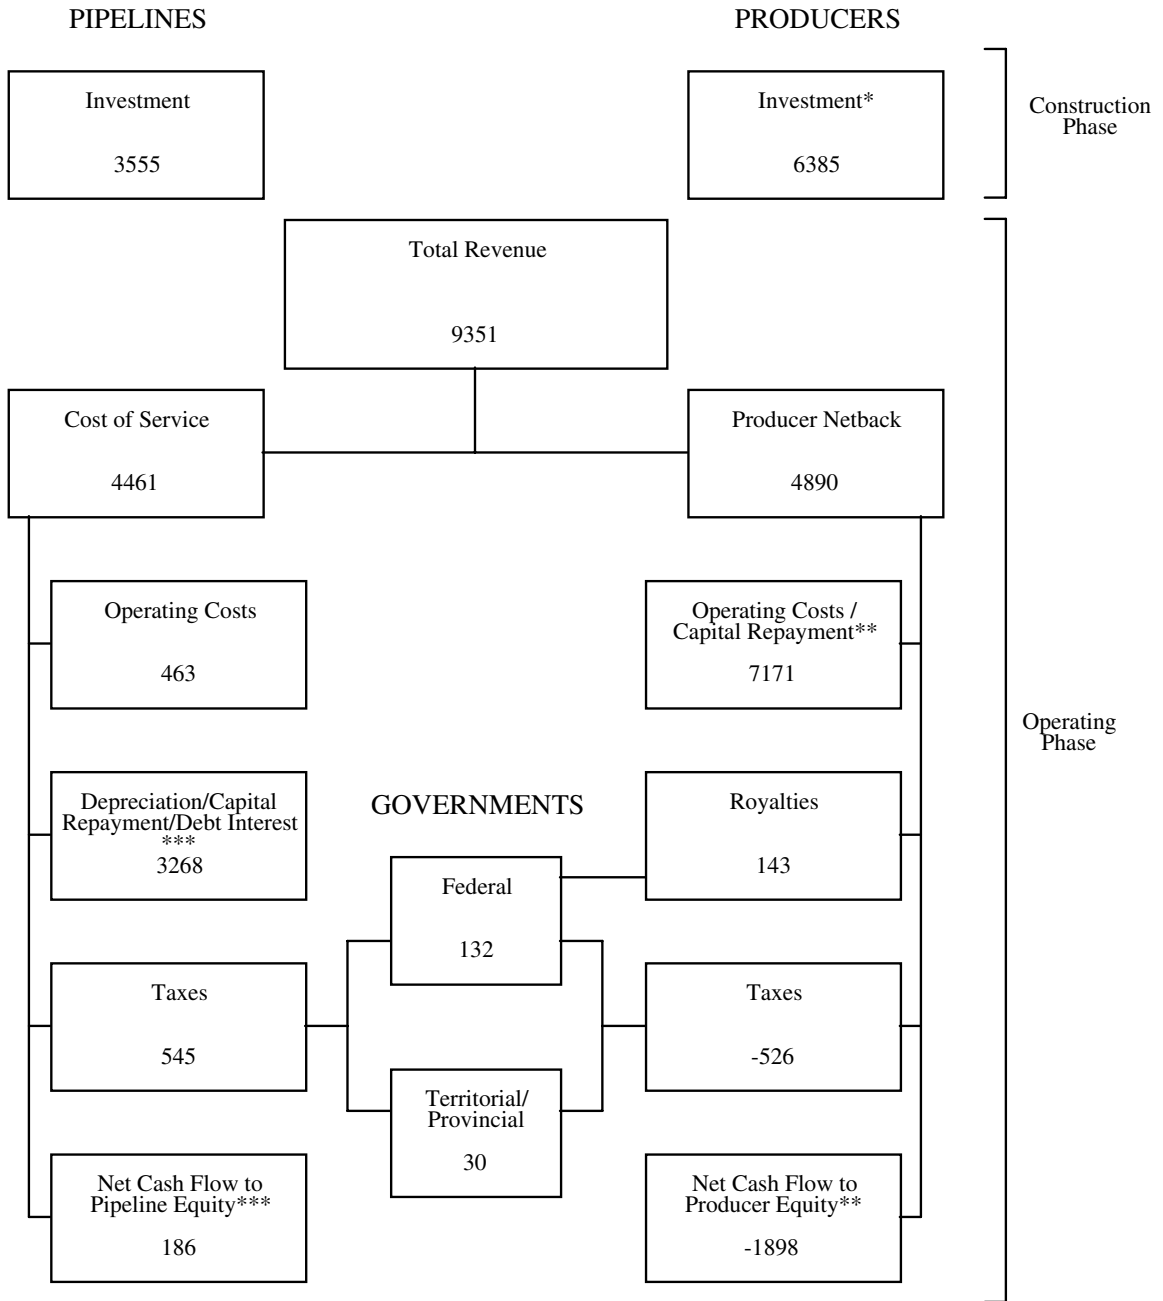 PIPELINES
PRODUCERS
Investment
3555
Investment*
6385
Construction
Phase
Total Revenue
9351
Cost of Service
4461
Producer Netback
4890
Operating Costs
463
Operating Costs /
Capital Repayment**
7171
Operating
Phase
Depreciation/Capital
Repayment/Debt Interest
***
3268
GOVERNMENTS
Royalties
143
Federal
132
Taxes
545
Taxes
-526
Territorial/
Provincial
30
Net Cash Flow to
Pipeline Equity***
186
Net Cash Flow to
Producer Equity**
-1898